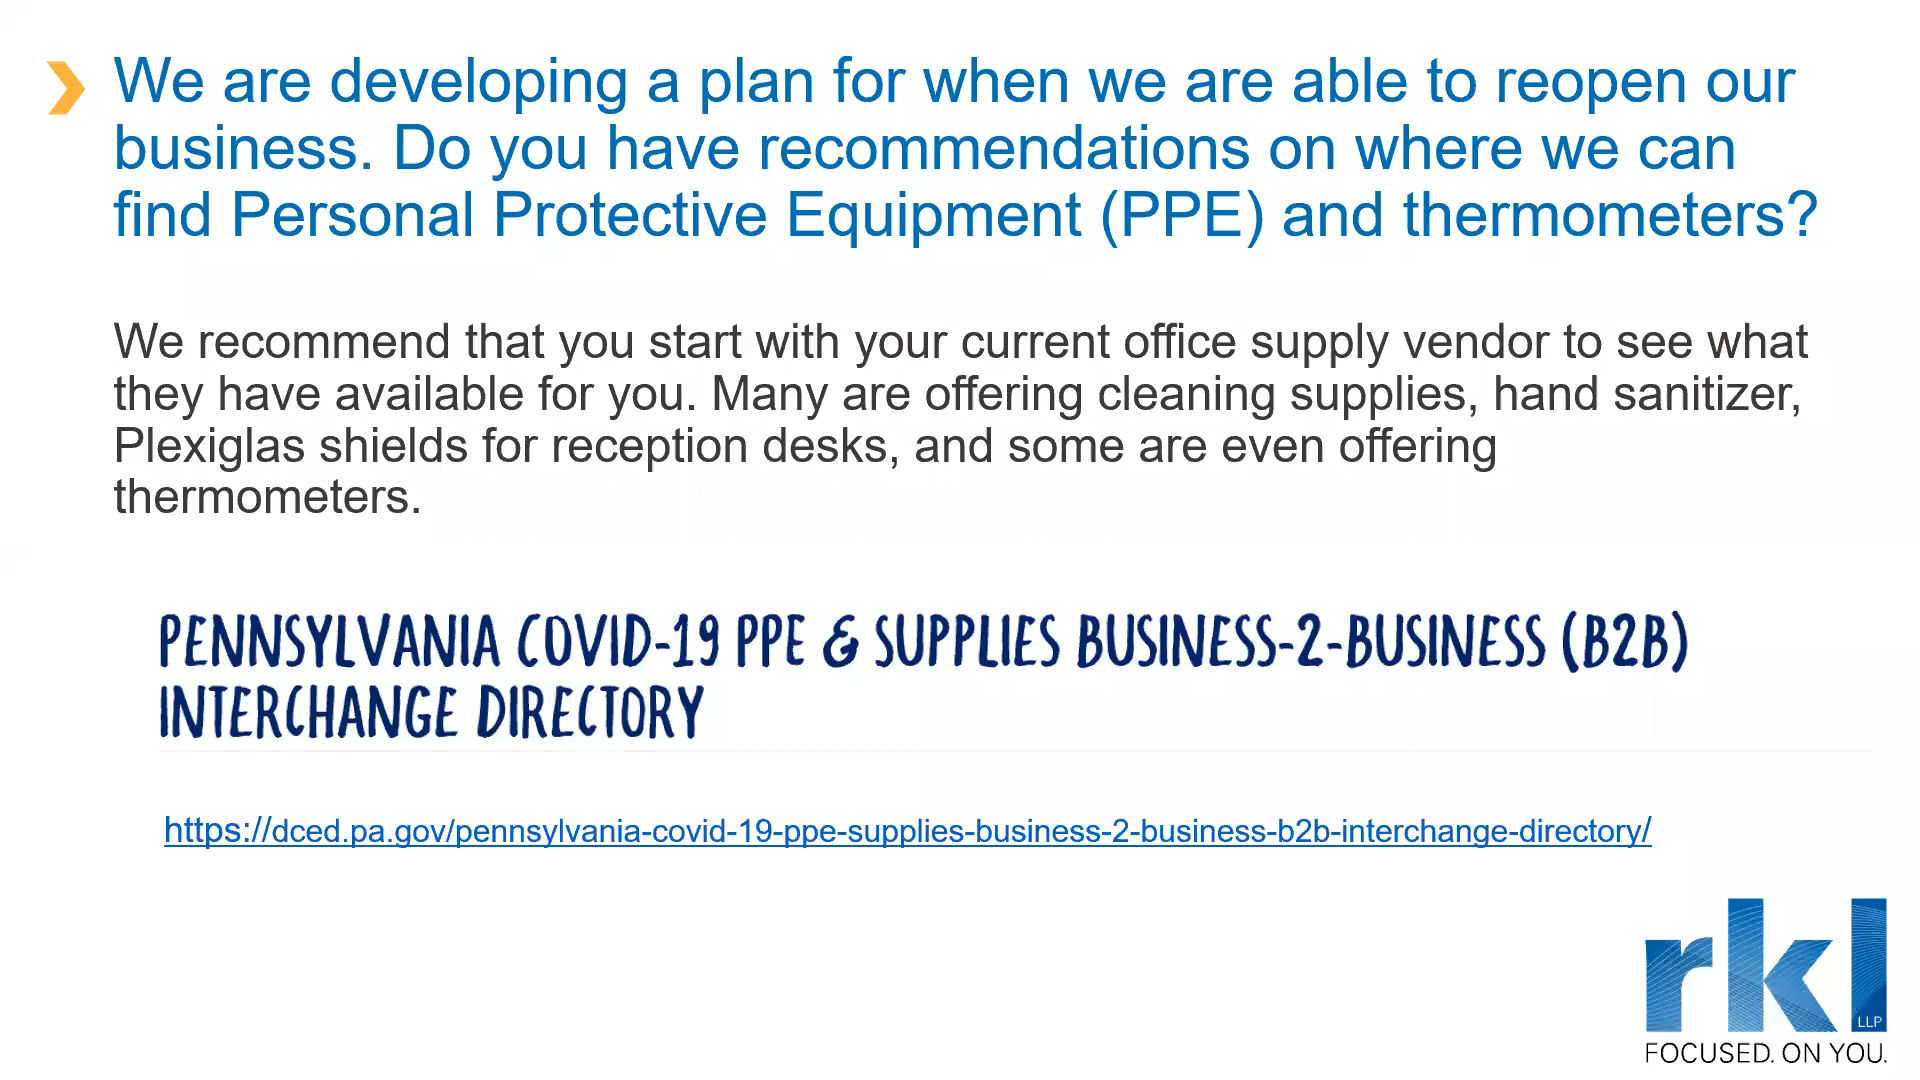 We are developing a plan for when we are able to reopen our
business. Do you have recommendations on where we can
find Personal Protective Equipment (PPE) and thermometers?
We recommend that you start with your current office supply vendor to see what
they have available for you. Many are offering cleaning supplies, hand sanitizer,
Plexiglas shields for reception desks, and some are even offering
thermometers.
PENNSYLVANIA COVID-19 PPE & SUPPLIES BUSINESS-2-BUSINESS (B2B)
INTERCHANGE DIRECTORY
https://dced.pa.gov/pennsylvania-covid-19-ppe-supplies-business-2-business-b2b-interchange-directory/
rkl
LLP
FOCUSED. ON YOU.